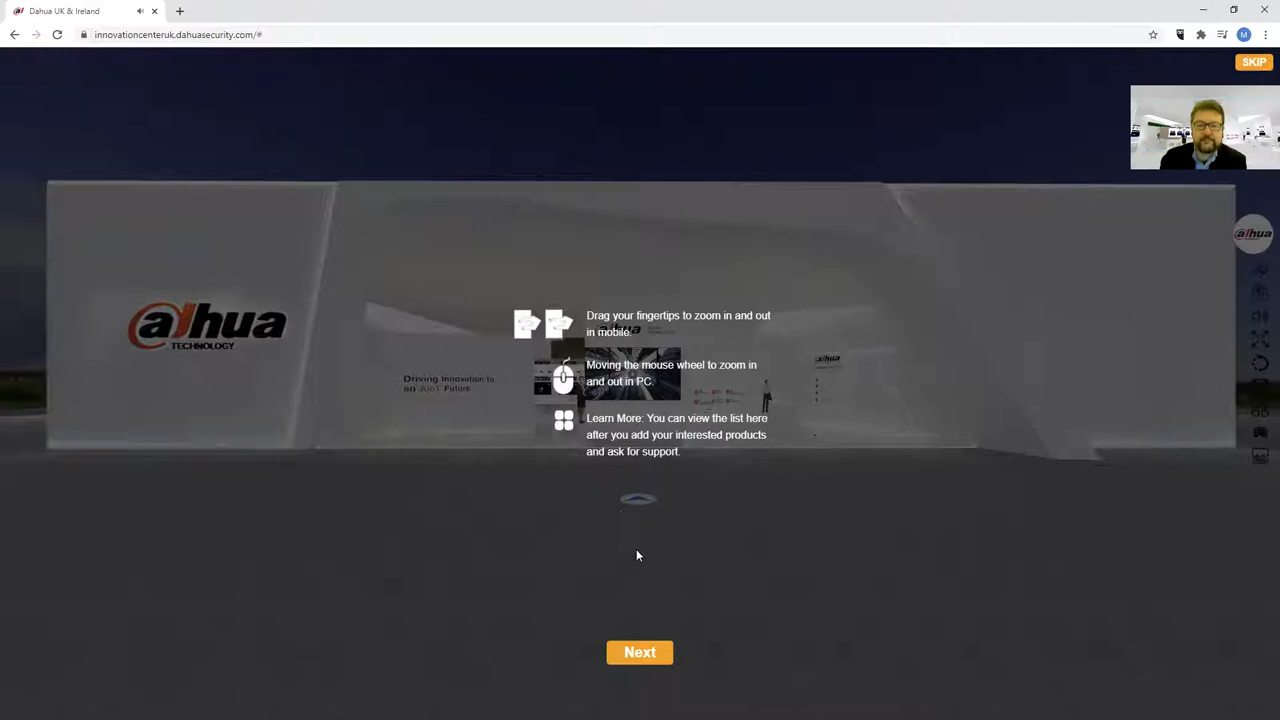 Dahua UK & Ireland
innovationcenteruk.dahuasecurity.com/#
M
SKIP
alhua
TECHNOLOGY
Driving Innovation to
an AIoT Future
Drag your fingertips to zoom in and out
in mobile.
Moving the mouse wheel to zoom in
and out in PC.
Learn More: You can view the list here
after you add your interested products
and ask for support.
alhua
alhua
Next